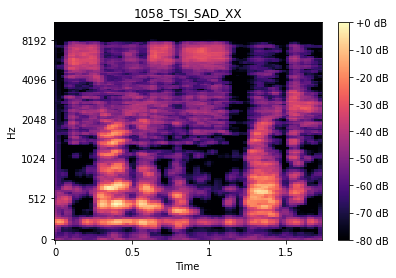 1058_TSI_SAD_XX
+0 dB
8192
-10 dB
4096
-20 dB
-30 dB
2048
Hz
-40 dB
1024
-50 dB
512
-60 dB
-70 dB
0
-80 dB
0
0.5
1
1.5
Time